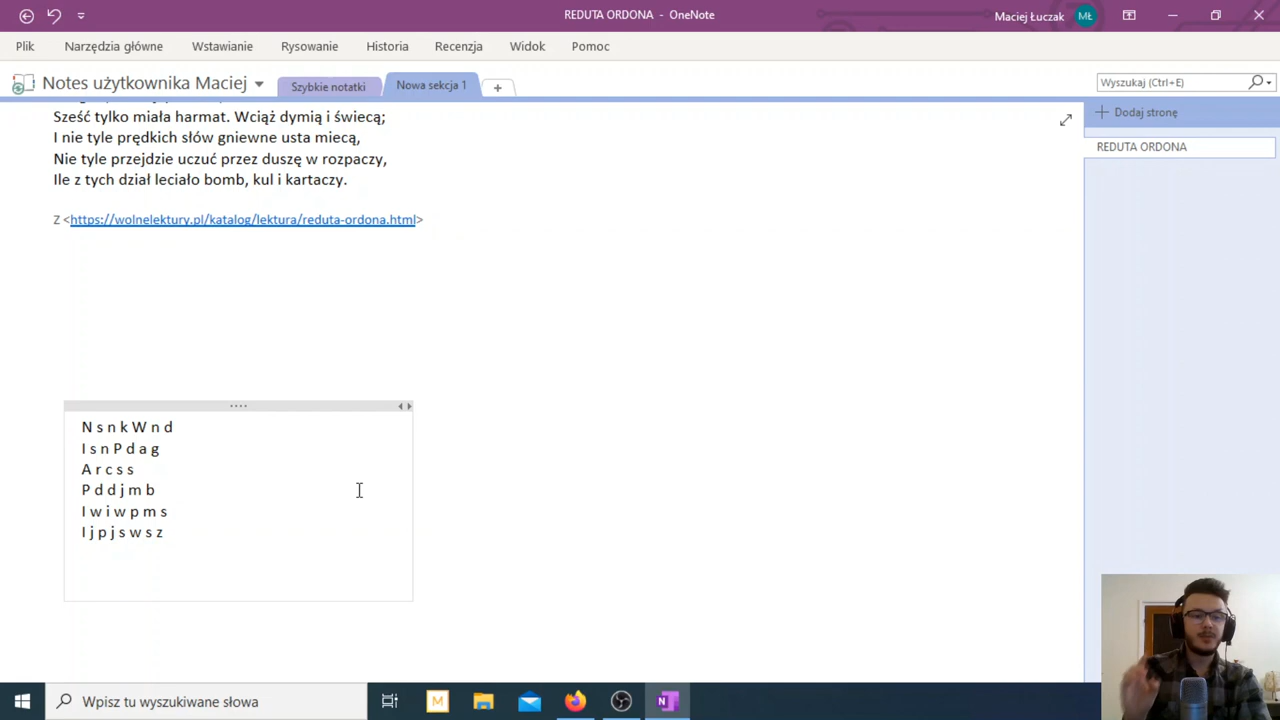 REDUTA ORDONA - OneNote
Maciej Łuczak
MŁ
Plik
Narzędzia główne
Wstawianie
Rysowanie
Historia
Recenzja
Widok
Pomoc
Notes użytkownika Maciej
Szybkie notatki
Nowa sekcja 1
Wyszukaj (Ctrl+E)
Dodaj stronę
REDUTA ORDONA
Sześć tylko miała harmat. Wciąż dymią i świecą;
I nie tyle prędkich słów gniewne usta miecą,
Nie tyle przejdzie uczuć przez duszę w rozpaczy,
Ile z tych dział leciało bomb, kul i kartaczy.
Z <https://wolnelektury.pl/katalog/lektura/reduta-ordona.html>
N s n k W n d
I s n P d a g
A r c s s
P d d j m b
I w i w p m s
I j p j s w s z
Wpisz tu wyszukiwane słowa